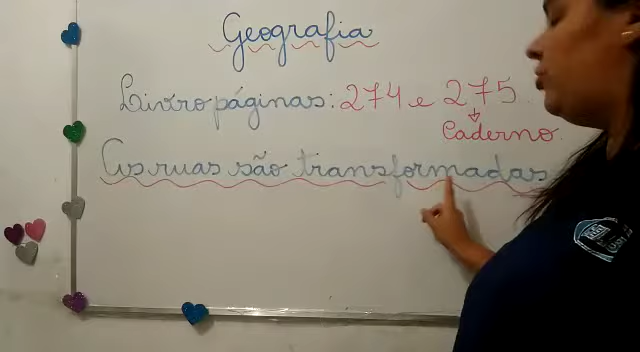 Geografia
Livro páginas: 274 e 275
Caderno
As ruas são transformadas